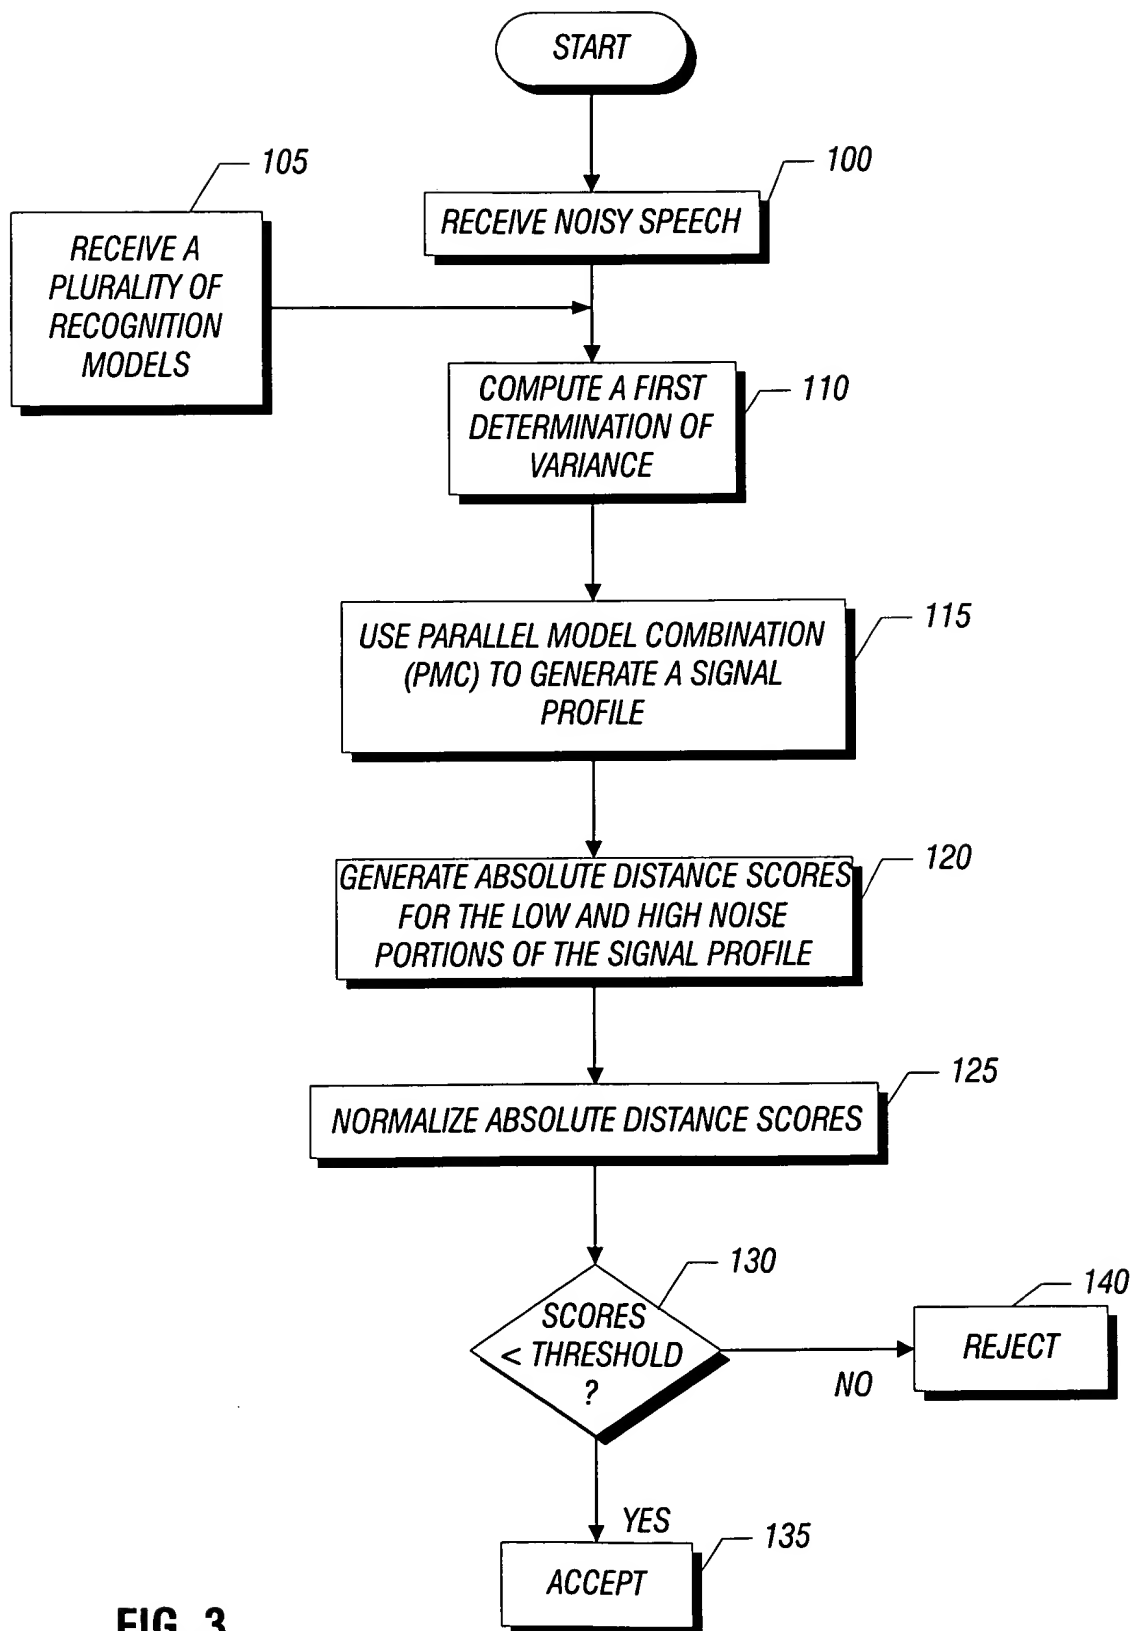 START
100
RECEIVE NOISY SPEECH
105
RECEIVE A
PLURALITY OF
RECOGNITION
MODELS
110
COMPUTE A FIRST
DETERMINATION OF
VARIANCE
115
USE PARALLEL MODEL COMBINATION
(PMC) TO GENERATE A SIGNAL
PROFILE
120
GENERATE ABSOLUTE DISTANCE SCORES
FOR THE LOW AND HIGH NOISE
PORTIONS OF THE SIGNAL PROFILE
125
NORMALIZE ABSOLUTE DISTANCE SCORES
130
SCORES
< THRESHOLD
?
NO
140
REJECT
YES
135
ACCEPT
FIG. 3